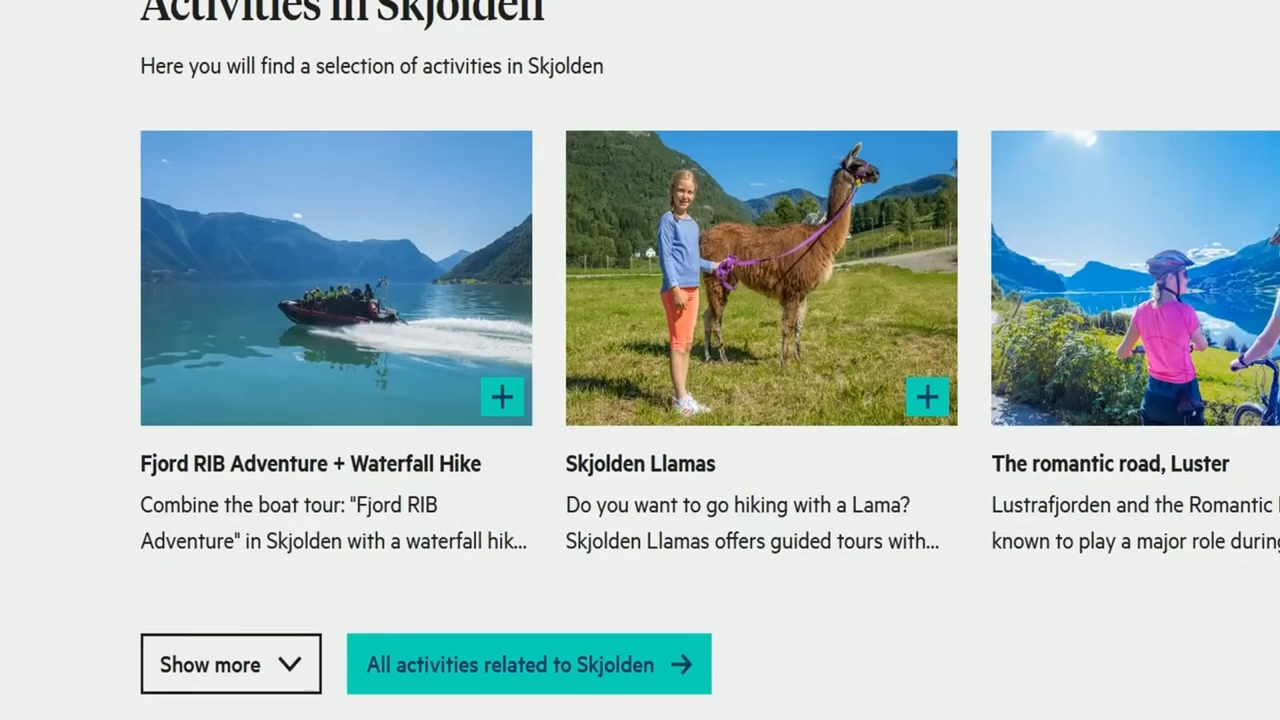 Activities in Skjolden
Here you will find a selection of activities in Skjolden
Fjord RIB Adventure + Waterfall Hike
Combine the boat tour: "Fjord RIB
Adventure" in Skjolden with a waterfall hik...
Skjolden Llamas
Do you want to go hiking with a Lama?
Skjolden Llamas offers guided tours with...
The romantic road, Luster
Lustrafjorden and the Romantic
known to play a major role during
Show more
All activities related to Skjolden →